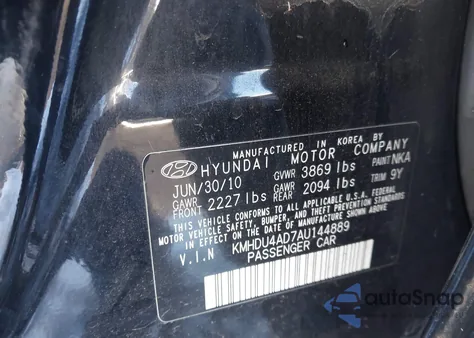 MANUFACTURED IN KOREA BY
HYUNDAI MOTOR COMPANY
JUN/30/10 GVWR 3869 lbs PAINT NKA
GAWR FRONT 2227 lbs GAWR REAR 2094 lbs TRIM 9Y
THIS VEHICLE CONFORMS TO ALL APPLICABLE U.S.A. FEDERAL
MOTOR VEHICLE SAFETY, BUMPER, AND THEFT PREVENTION STANDARDS
IN EFFECT ON THE DATE OF MANUFACTURE SHOWN ABOVE.
V.I.N KMHDU4AD7AU144889
PASSENGER CAR
autoSnap